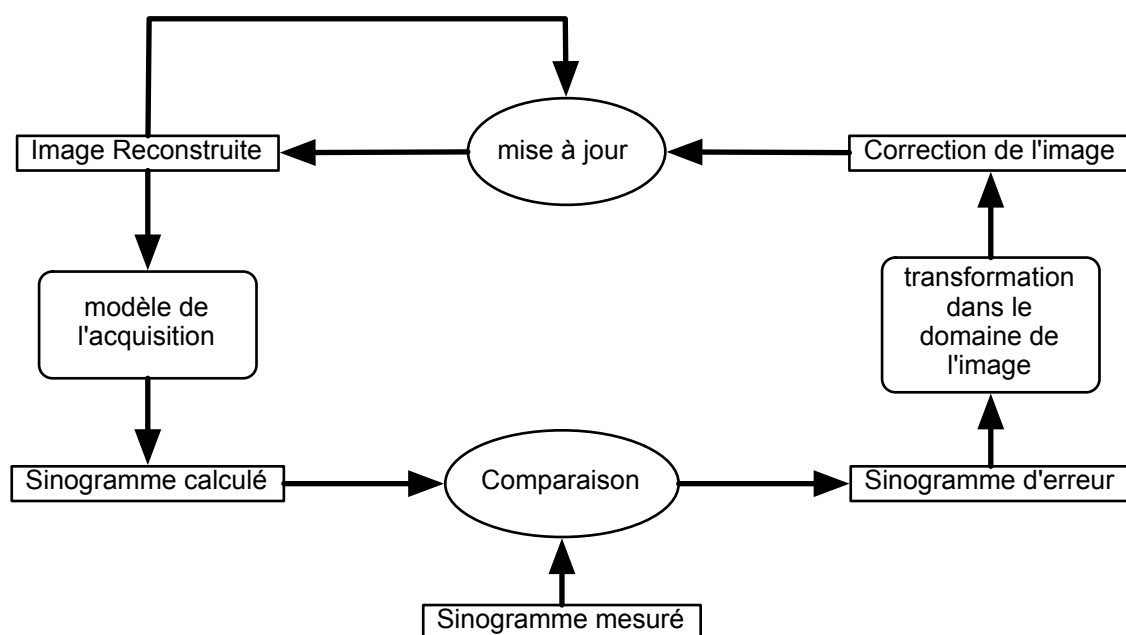 Image Reconstruite
mise à jour
Correction de l'image
modèle de
l'acquisition
transformation
dans le
domaine de
l'image
Sinogramme calculé
Comparaison
Sinogramme d'erreur
Sinogramme mesuré